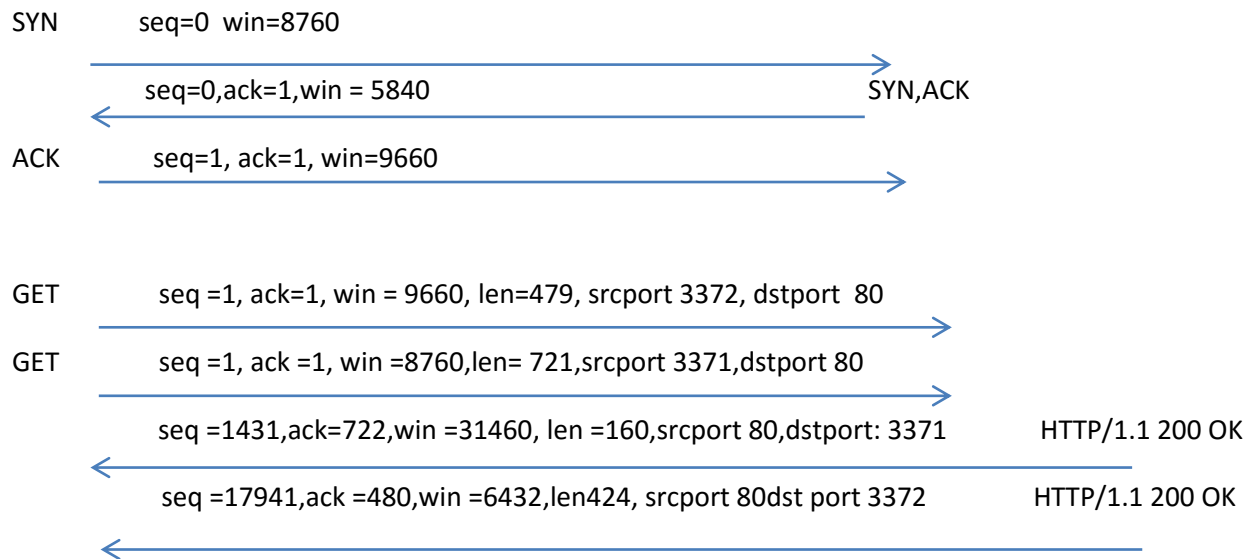 SYN seq=0 win=8760
seq=0,ack=1,win = 5840 SYN,ACK
ACK seq=1, ack=1, win=9660
GET seq =1, ack=1, win = 9660, len=479, srcport 3372, dstport 80
GET seq =1, ack =1, win =8760,len= 721,srcport 3371,dstport 80
seq =1431,ack=722,win =31460, len =160,srcport 80,dstport: 3371 HTTP/1.1 200 OK
seq =17941,ack =480,win =6432,len424, srcport 80dst port 3372 HTTP/1.1 200 OK